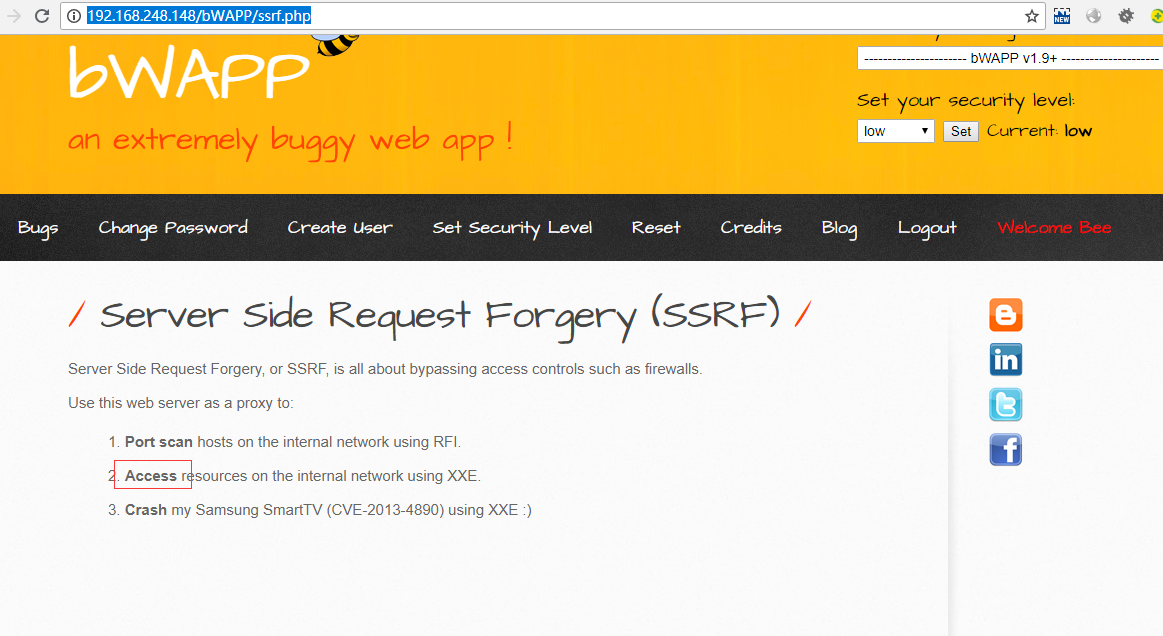 192.168.248.148/bWAPP/ssrf.php
NEW
bWAPP
an extremely buggy web app !
---------------------- bWAPP v1.9+ ---------------------
Set your security level:
low Set Current: low
Bugs Change Password Create User Set Security Level Reset Credits Blog Logout Welcome Bee
/ Server Side Request Forgery (SSRF) /
Server Side Request Forgery, or SSRF, is all about bypassing access controls such as firewalls.
Use this web server as a proxy to:
1. Port scan hosts on the internal network using RFI.
2. Access resources on the internal network using XXE.
3. Crash my Samsung SmartTV (CVE-2013-4890) using XXE :)